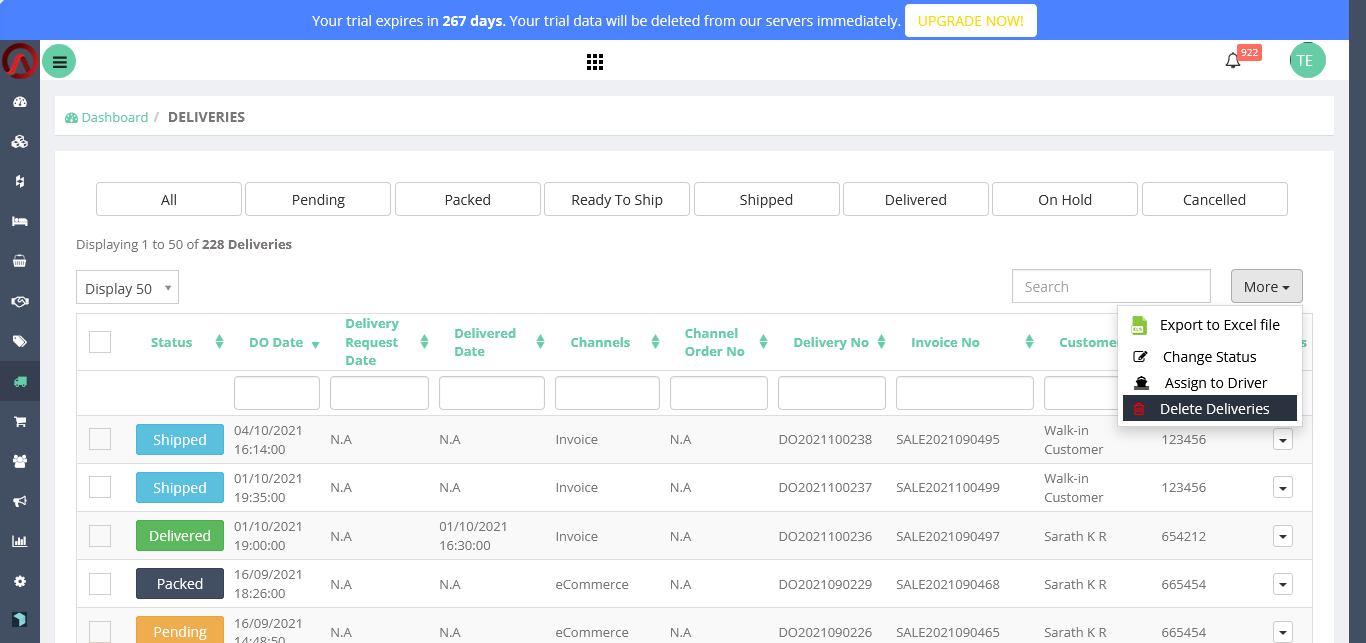 Your trial expires in 267 days. Your trial data will be deleted from our servers immediately. UPGRADE NOW!
922
TE
Dashboard / DELIVERIES
All Pending Packed Ready To Ship Shipped Delivered On Hold Cancelled
Displaying 1 to 50 of 228 Deliveries
Display 50 Search More
Export to Excel file
Change Status
Assign to Driver
Delete Deliveries
Status DO Date Delivery Request Date Delivered Date Channels Channel Order No Delivery No Invoice No
Shipped 04/10/2021 16:14:00 N.A N.A Invoice N.A DO2021100238 SALE2021090495 Walk-in Customer 123456
Shipped 01/10/2021 19:35:00 N.A N.A Invoice N.A DO2021100237 SALE2021100499 Walk-in Customer 123456
Delivered 01/10/2021 19:00:00 N.A 01/10/2021 16:30:00 Invoice N.A DO2021100236 SALE2021090497 Sarath K R 654212
Packed 16/09/2021 18:26:00 N.A N.A eCommerce N.A DO2021090229 SALE2021090468 Sarath K R 665454
Pending 16/09/2021 14:48:50 N.A N.A eCommerce N.A DO2021090226 SALE2021090465 Sarath K R 665454